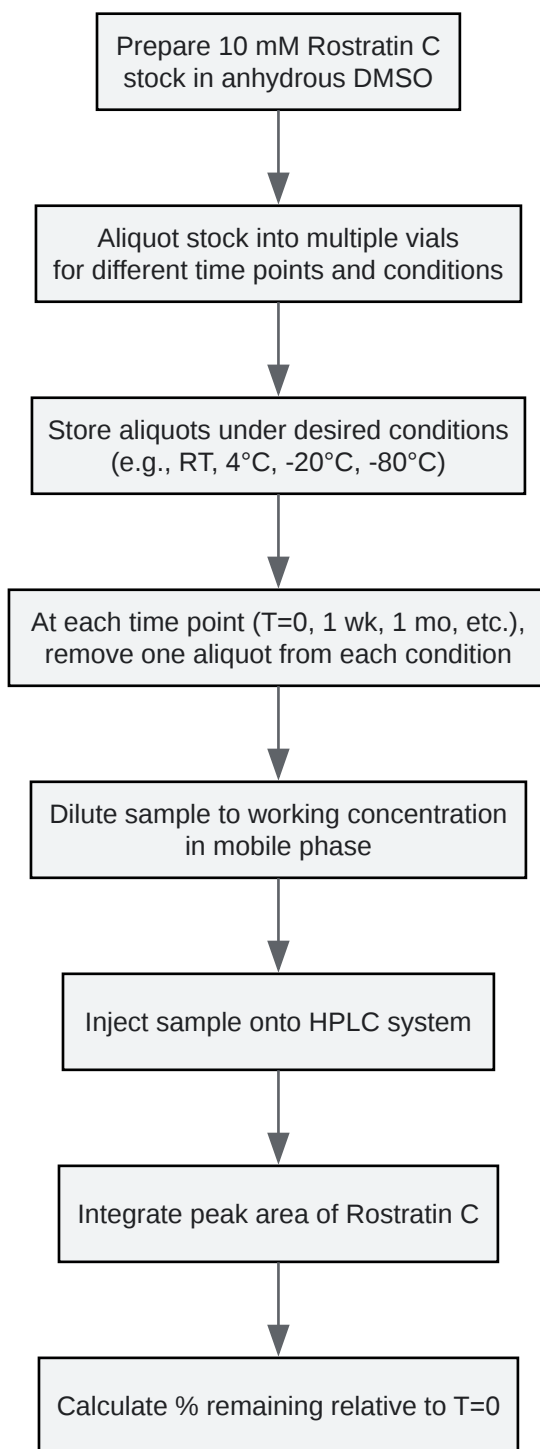 Prepare 10 mM Rostratin C
stock in anhydrous DMSO
Aliquot stock into multiple vials
for different time points and conditions
Store aliquots under desired conditions
(e.g., RT, 4°C, -20°C, -80°C)
At each time point (T=0, 1 wk, 1 mo, etc.),
remove one aliquot from each condition
Dilute sample to working concentration
in mobile phase
Inject sample onto HPLC system
Integrate peak area of Rostratin C
Calculate % remaining relative to T=0